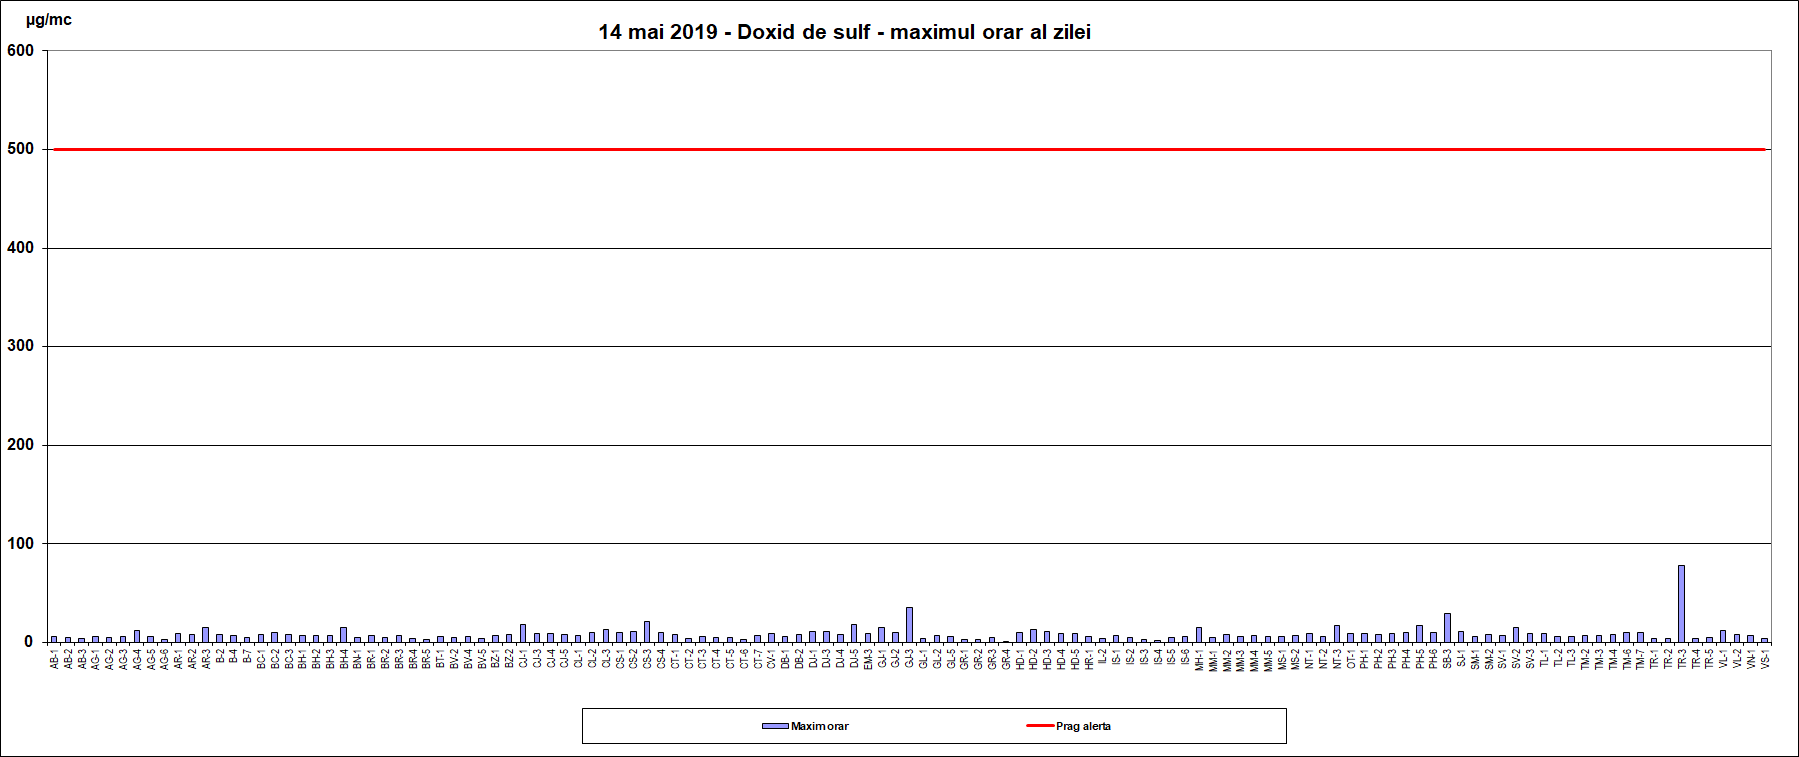 µg/mc
14 mai 2019 - Doxid de sulf - maximul orar al zilei
600
500
400
300
200
100
0
AB-1 AB-2 AB-3 AG-1 AG-2 AG-3 AG-4 AG-5 AG-6 AR-1 AR-2 AR-3 B-2 B-4 B-7 BC-1 BC-2 BC-3 BH-1 BH-2 BH-3 BH-4 BN-1 BR-1 BR-2 BR-3 BR-4 BR-5 BT-1 BV-2 BV-4 BV-5 BZ-1 BZ-2 CJ-1 CJ-3 CJ-4 CJ-5 CL-1 CL-2 CL-3 CS-1 CS-2 CS-3 CS-4 CT-1 CT-2 CT-3 CT-4 CT-5 CT-6 CT-7 CV-1 DB-1 DB-2 DJ-1 DJ-3 DJ-4 DJ-5 EM-3 GJ-1 GJ-2 GJ-3 GL-1 GL-2 GL-5 GR-1 GR-2 GR-3 GR-4 HD-1 HD-2 HD-3 HD-4 HD-5 HR-1 IL-2 IS-1 IS-2 IS-3 IS-4 IS-5 IS-6 MH-1 MM-1 MM-2 MM-3 MM-4 MM-5 MS-1 MS-2 NT-1 NT-2 NT-3 OT-1 PH-1 PH-2 PH-3 PH-4 PH-5 PH-6 SB-3 SJ-1 SM-1 SM-2 SV-1 SV-2 SV-3 TL-1 TL-2 TL-3 TM-2 TM-3 TM-4 TM-6 TM-7 TR-1 TR-2 TR-3 TR-4 TR-5 VL-1 VL-2 VN-1 VS-1
Maxim orar Prag alerta